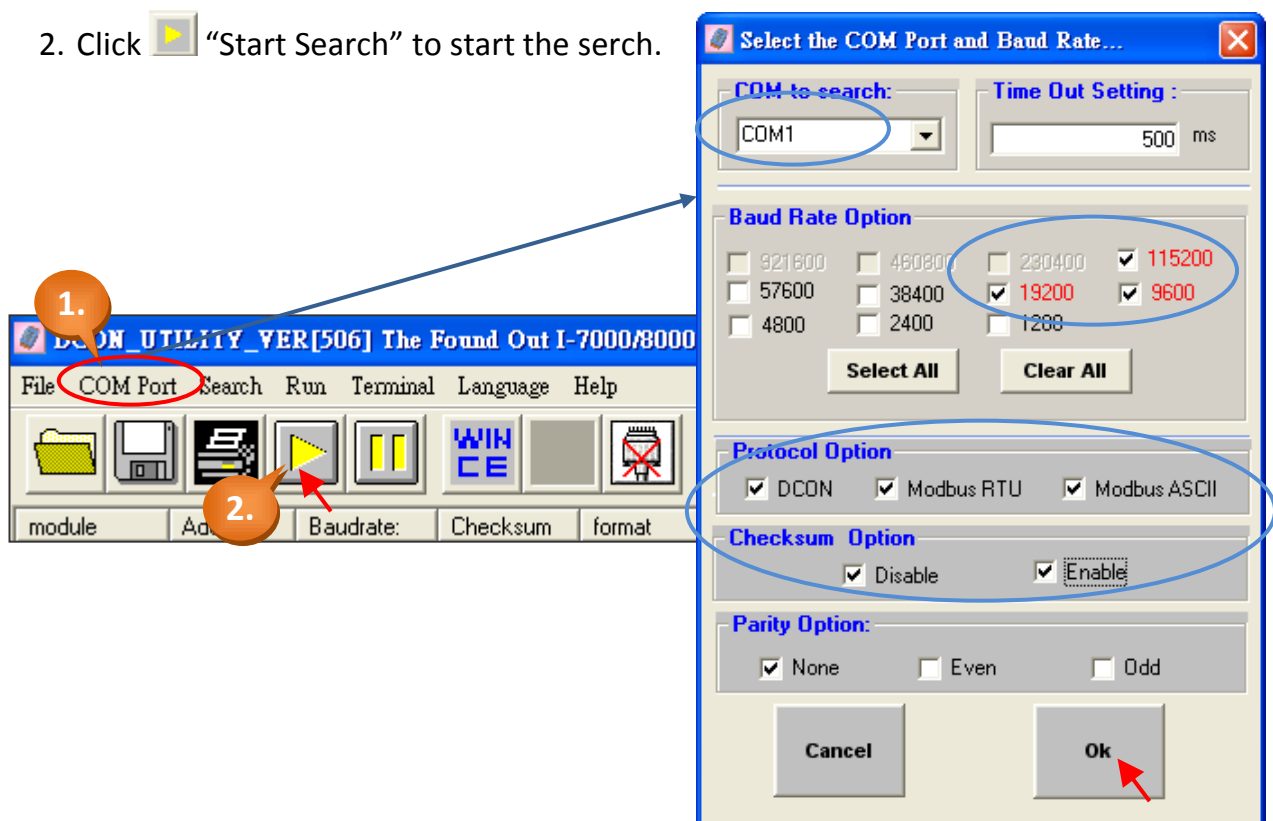 2. Click "Start Search" to start the serch.
Select the COM Port and Baud Rate...
COM to search:
Time Out Setting :
COM1
500 ms
Baud Rate Option
921600 460800 230400 115200
57600 38400 19200 9600
4800 2400 1200
Select All Clear All
Protocol Option
DCON Modbus RTU Modbus ASCII
Checksum Option
Disable Enable
Parity Option:
None Even Odd
Cancel Ok
1.
DCON_UTILITY_VER[506] The Found Out I-7000/8000
File COM Port Search Run Terminal Language Help
WIN
CE
2.
module Baudrate: Checksum format